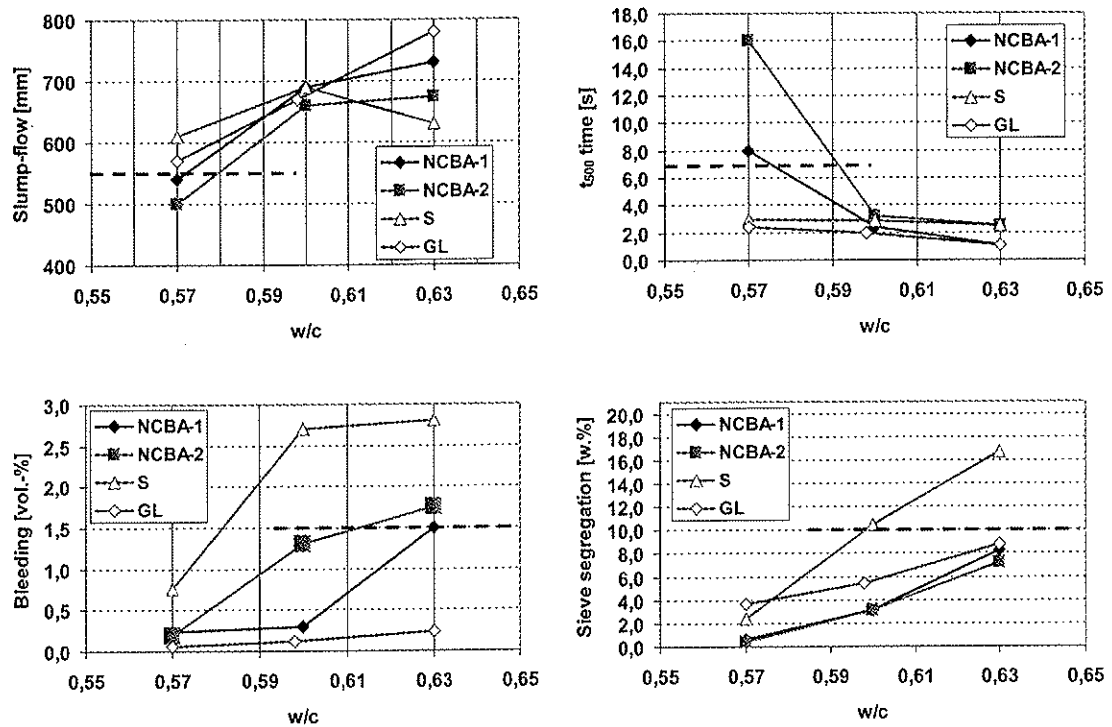 Slump-flow [mm]
800
700
600
500
400
0,55
0,57
0,59
0,61
0,63
0,65
w/c
NCBA-1
NCBA-2
S
GL
t500 time [s]
18,0
16,0
14,0
12,0
10,0
8,0
6,0
4,0
2,0
0,0
0,55
0,57
0,59
0,61
0,63
0,65
w/c
NCBA-1
NCBA-2
S
GL
Bleeding [vol.-%]
3,0
2,5
2,0
1,5
1,0
0,5
0,0
0,55
0,57
0,59
0,61
0,63
0,65
w/c
NCBA-1
NCBA-2
S
GL
Sieve segregation [w.%]
20,0
18,0
16,0
14,0
12,0
10,0
8,0
6,0
4,0
2,0
0,0
0,55
0,57
0,59
0,61
0,63
0,65
w/c
NCBA-1
NCBA-2
S
GL